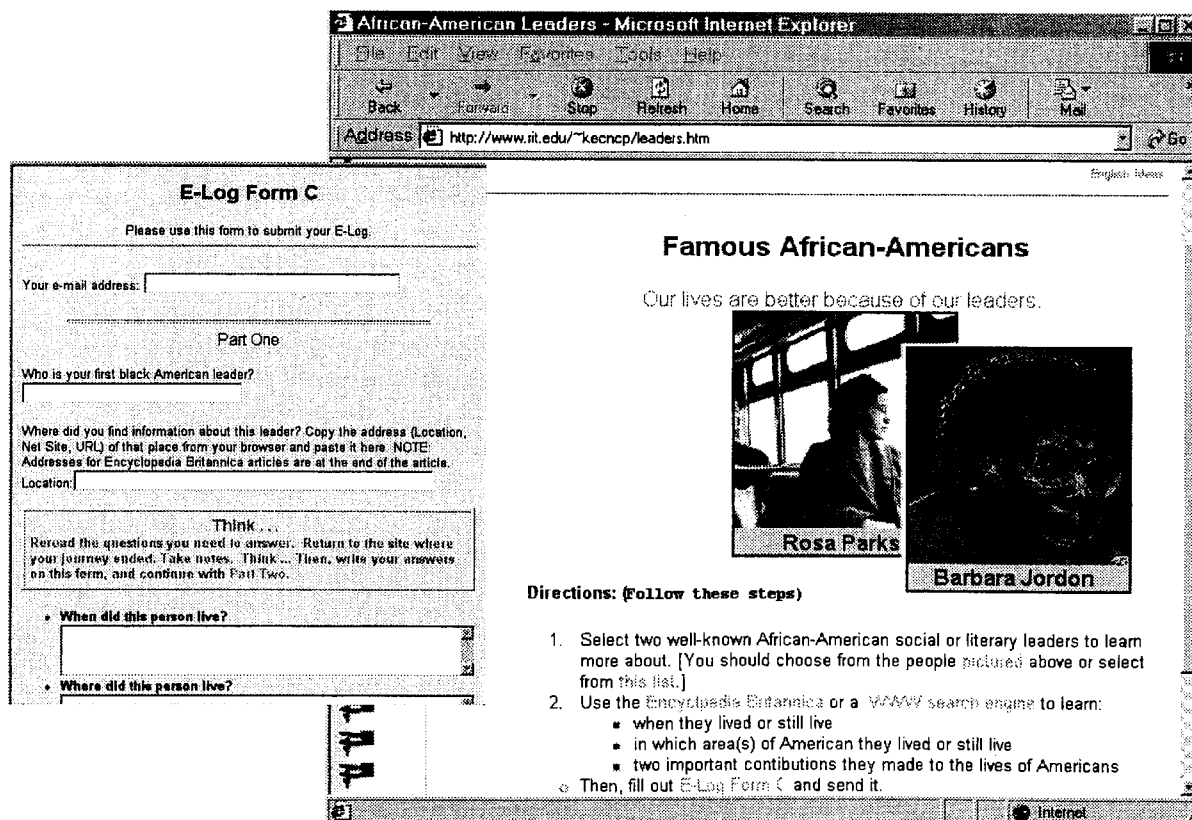 African-American Leaders - Microsoft Internet Explorer
File Edit View Favorites Tools Help
Back Forward Stop Refresh Home Search Favorites History Mail
Address http://www.rit.edu/~kecncp/leaders.htm Go
English Ideas
Famous African-Americans
Our lives are better because of our leaders.
Rosa Parks
Barbara Jordon
Directions: (Follow these steps)
1. Select two well-known African-American social or literary leaders to learn
more about. [You should choose from the people pictured above or select
from this list.]
2. Use the Encyclpedia Britannica or a WWW search engine to learn:
when they lived or still live
in which area(s) of American they lived or still live
two important contibutions they made to the lives of Americans
Then, fill out E-Log Form C and send it.
Internet
E-Log Form C
Please use this form to submit your E-Log.
Your e-mail address:
Part One
Who is your first black American leader?
Where did you find information about this leader? Copy the address (Location,
Net Site, URL) of that place from your browser and paste it here. NOTE:
Addresses for Encyclopedia Britannica articles are at the end of the article.
Location:
Think ...
Reread the questions you need to answer. Return to the site where
your journey ended. Take notes. Think ... Then, write your answers
on this form, and continue with Part Two.
When did this person live?
Where did this person live?